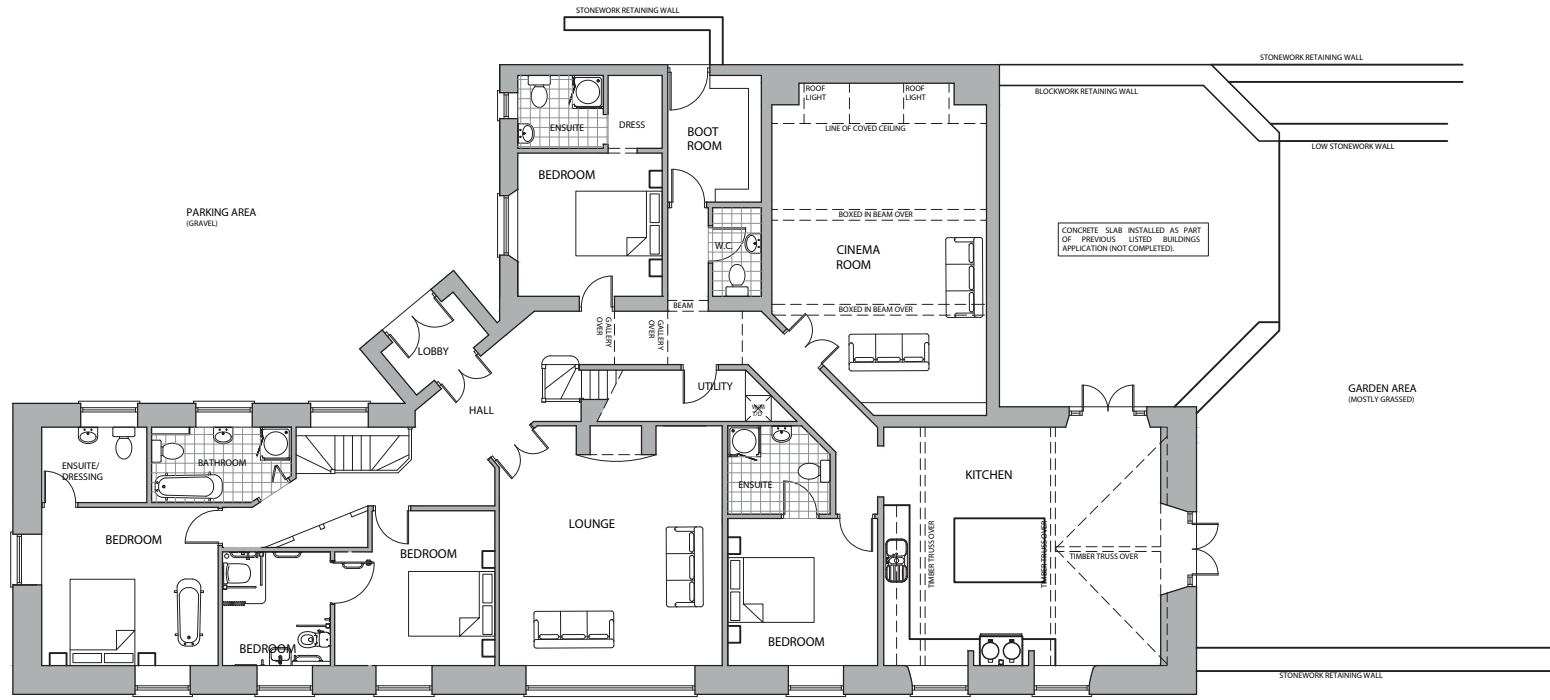 STONEWORK RETAINING WALL
STONEWORK RETAINING WALL
ROOF
LIGHT
ROOF
LIGHT
BLOCKWORK RETAINING WALL
ENSUITE
DRESS
BOOT
ROOM
LINE OF COVED CEILING
LOW STONEWORK WALL
BEDROOM
PARKING AREA
(GRAVEL)
BOXED IN BEAM OVER
CONCRETE SLAB INSTALLED AS PART
OF PREVIOUS LISTED BUILDINGS
APPLICATION (NOT COMPLETED).
W.C.
CINEMA
ROOM
BEAM
BOXED IN BEAM OVER
GALLERY
OVER
GALLERY
OVER
LOBBY
UTILITY
GARDEN AREA
(MOSTLY GRASSED)
HALL
ENSUITE/
DRESSING
BATHROOM
ENSUITE
KITCHEN
LOUNGE
BEDROOM
BEDROOM
TIMBER TRUSS OVER
TIMBER TRUSS OVER
TIMBER TRUSS OVER
BEDROOM
BEDROOM
STONEWORK RETAINING WALL